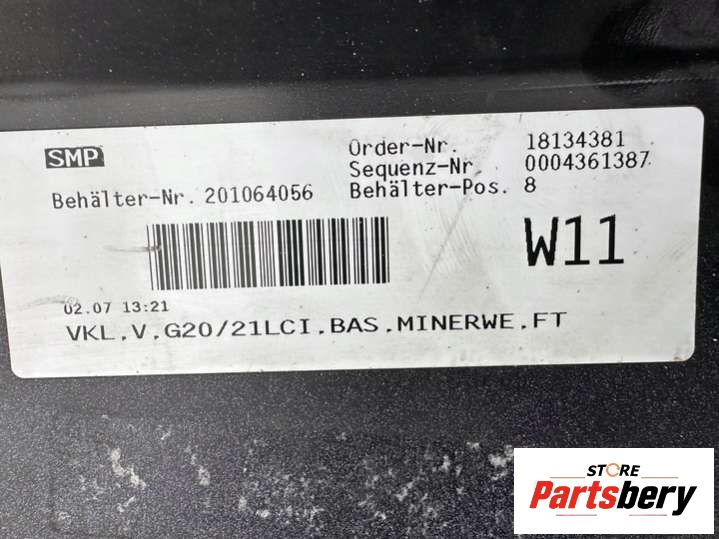 SMP
Order-Nr. 18134381
Sequenz-Nr. 0004361387
Behälter-Nr. 201064056
Behälter-Pos. 8
W11
02.07 13:21
VKL.V.G20/21LCI.BAS.MINERWE.FT
STORE
Partsbery